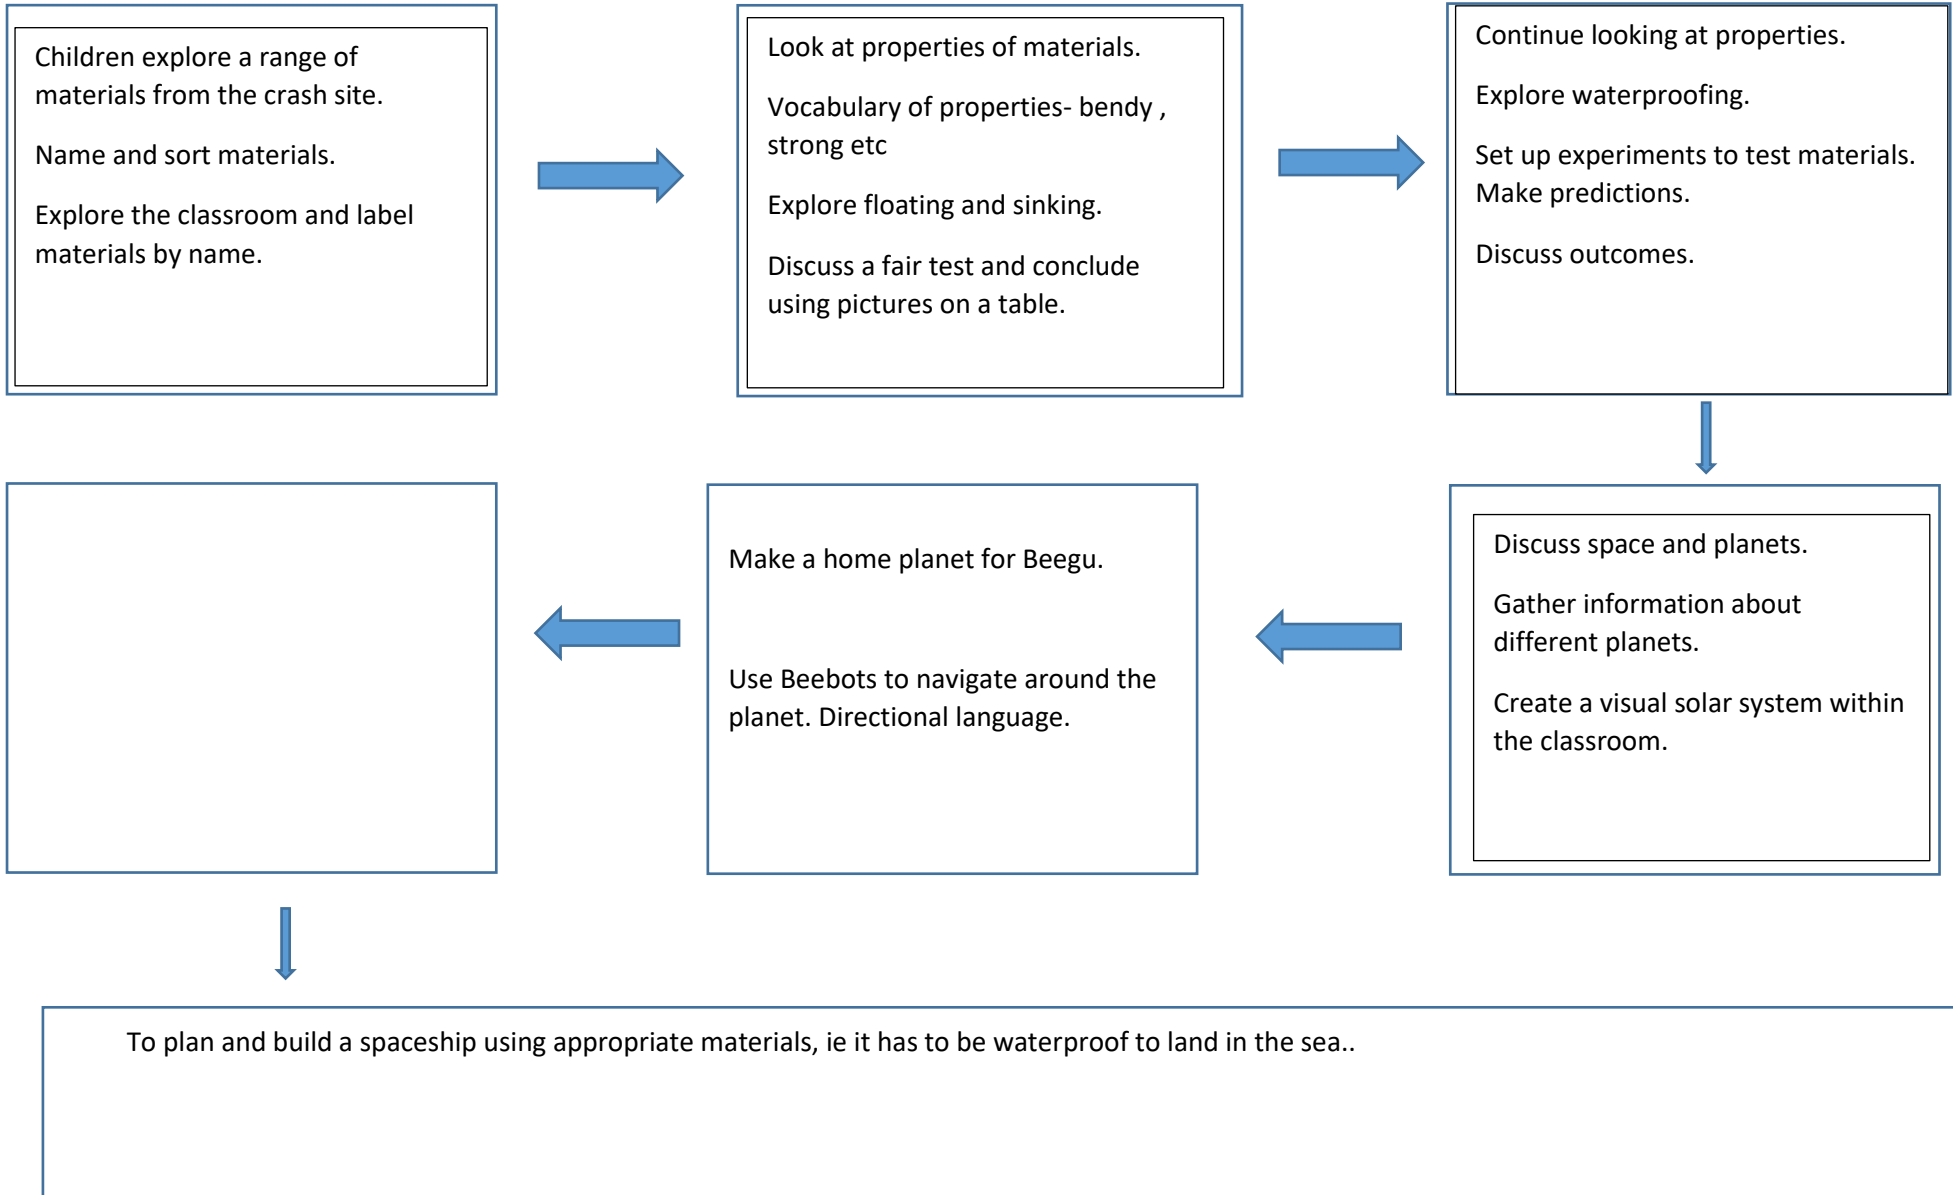 Children explore a range of
materials from the crash site.
Name and sort materials.
Explore the classroom and label
materials by name.
Look at properties of materials.
Vocabulary of properties- bendy ,
strong etc
Explore floating and sinking.
Discuss a fair test and conclude
using pictures on a table.
Continue looking at properties.
Explore waterproofing.
Set up experiments to test materials.
Make predictions.
Discuss outcomes.
Discuss space and planets.
Gather information about
different planets.
Create a visual solar system within
the classroom.
Make a home planet for Beegu.
Use Beebots to navigate around the
planet. Directional language.
To plan and build a spaceship using appropriate materials, ie it has to be waterproof to land in the sea..